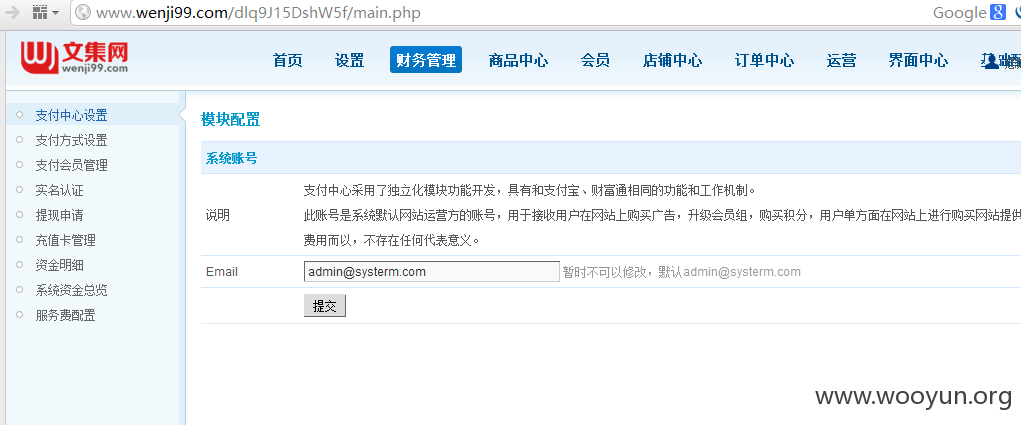 www.wenji99.com/dlq9J15DshW5f/main.php
Google
文集网
wenji99.com
首页 设置 财务管理 商品中心 会员 店铺中心 订单中心 运营 界面中心
支付中心设置
支付方式设置
支付会员管理
实名认证
提现申请
充值卡管理
资金明细
系统资金总览
服务费配置
模块配置
系统账号
说明
支付中心采用了独立化模块功能开发，具有和支付宝、财富通相同的功能和工作机制。
此账号是系统默认网站运营方的账号，用于接收用户在网站上购买广告，升级会员组，购买积分，用户单方面在网站上进行购买网站提供
费用而以，不存在任何代表意义。
Email admin@systerm.com 暂时不可以修改，默认admin@systerm.com
提交
www.wooyun.org